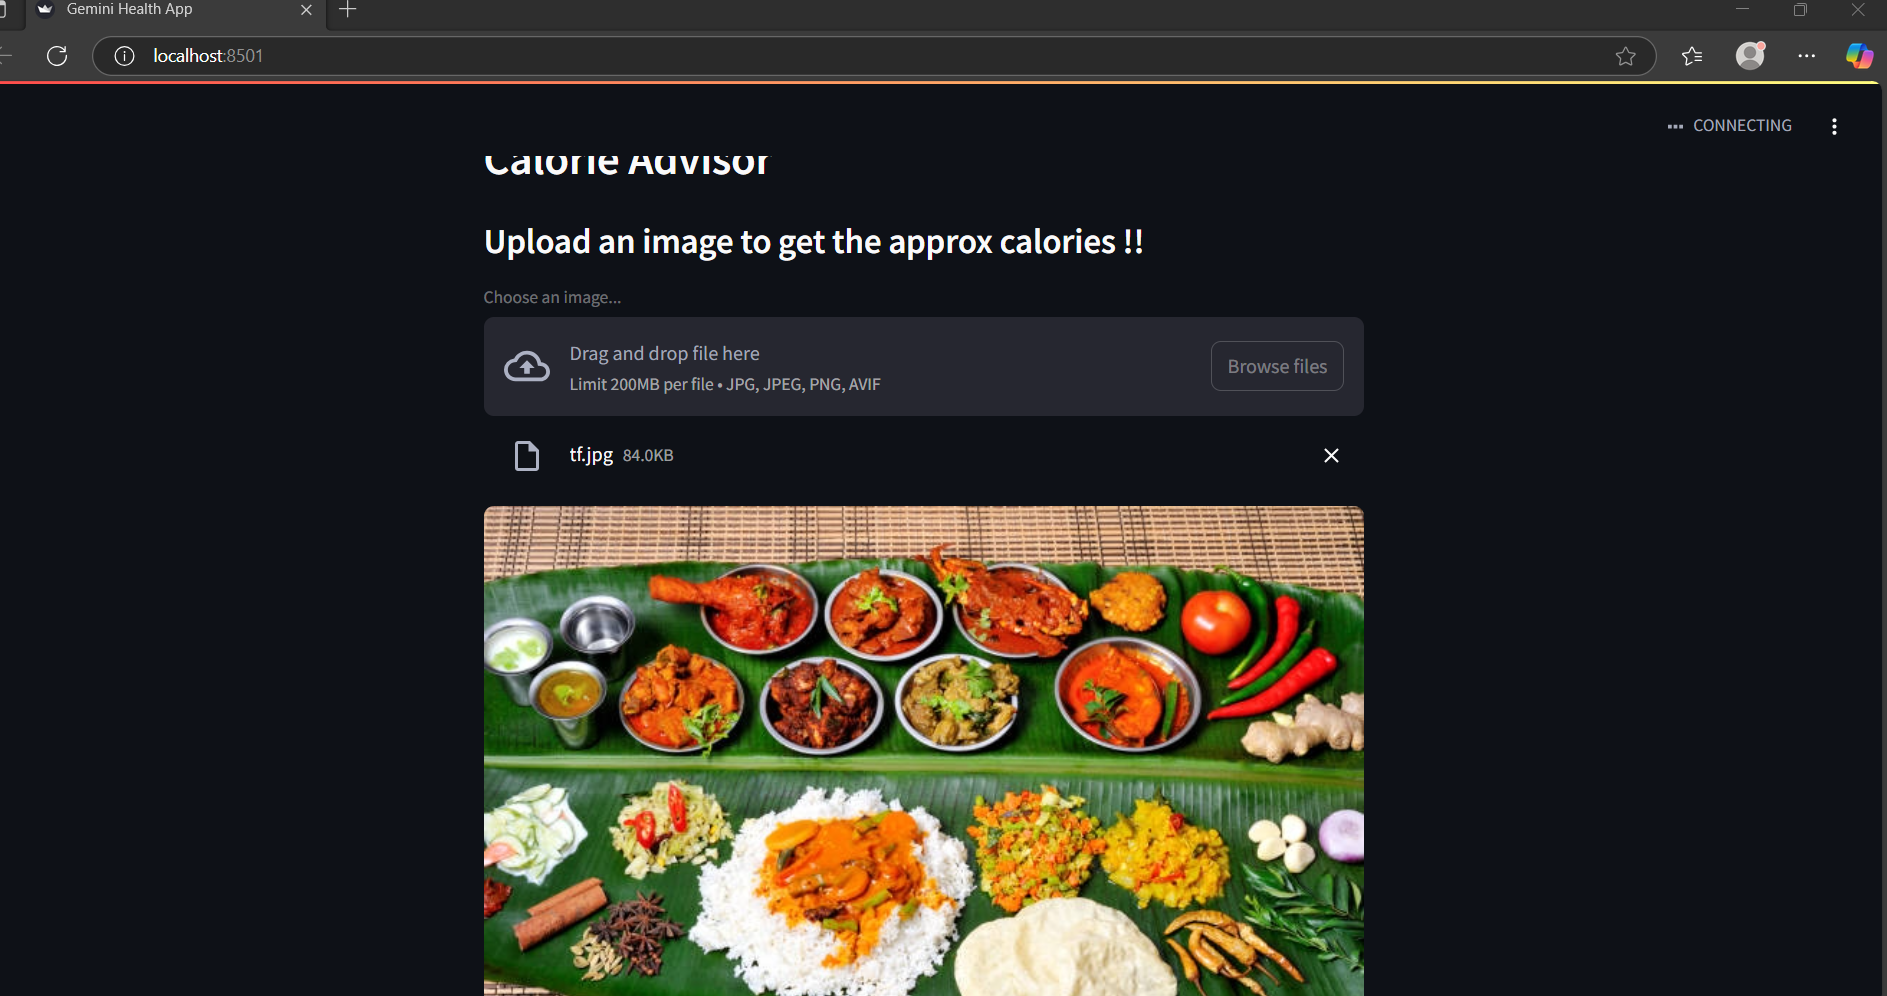 Gemini Health App
localhost:8501
CONNECTING
Calorie Advisor
Upload an image to get the approx calories !!
Choose an image...
Drag and drop file here
Limit 200MB per file • JPG, JPEG, PNG, AVIF
Browse files
tf.jpg 84.0KB